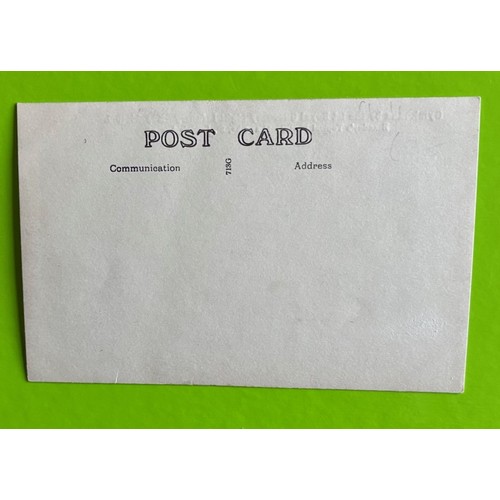 POST CARD
Communication
713G
Address